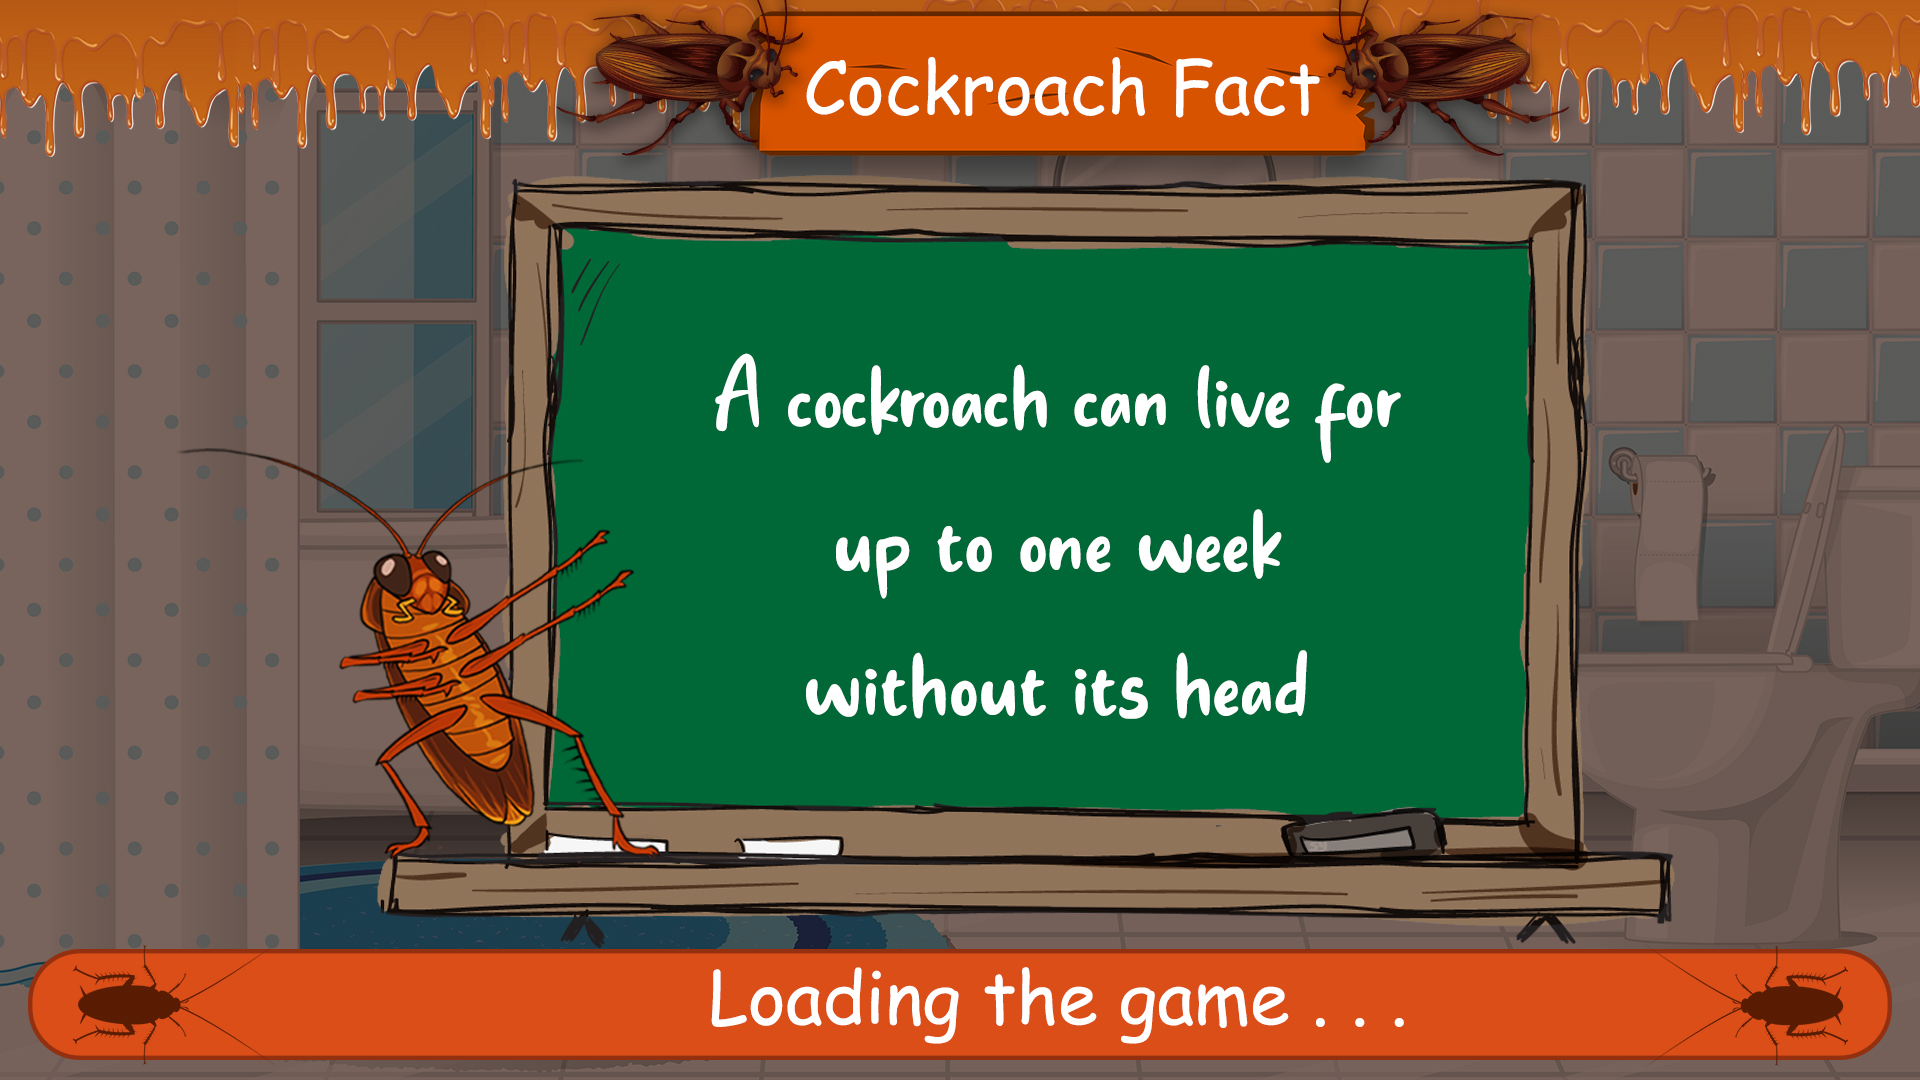 Cockroach Fact
A cockroach can live for
up to one week
without its head
Loading the game . . .